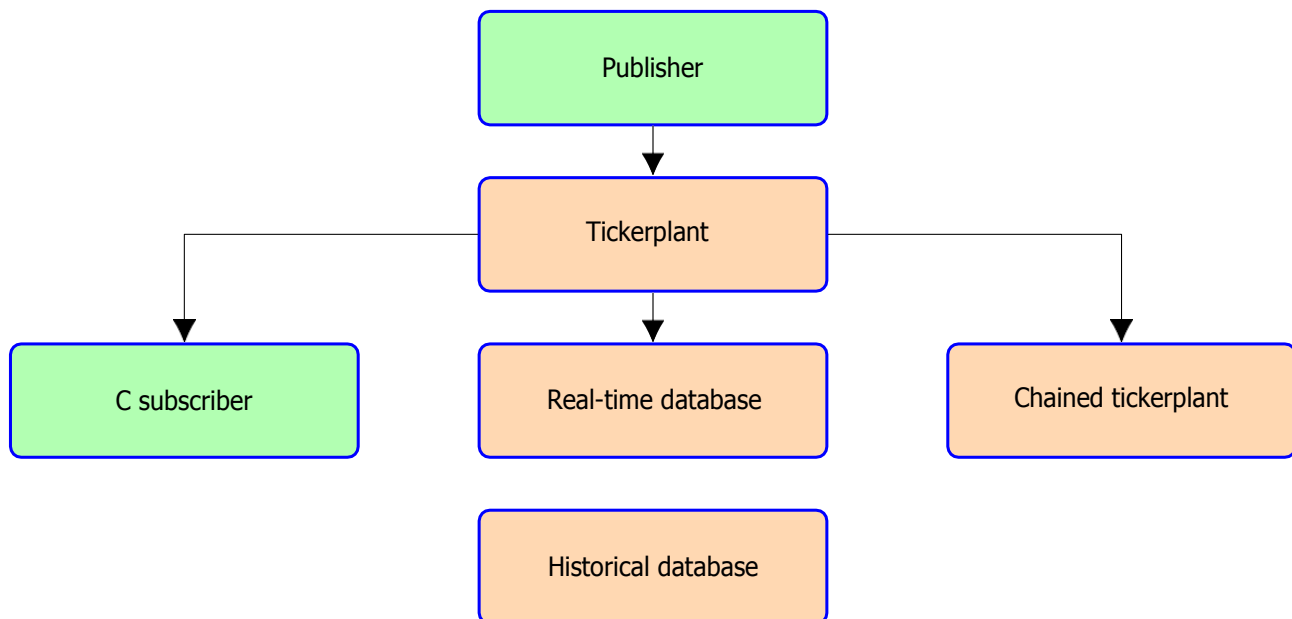 Publisher
Tickerplant
C subscriber
Real-time database
Chained tickerplant
Historical database